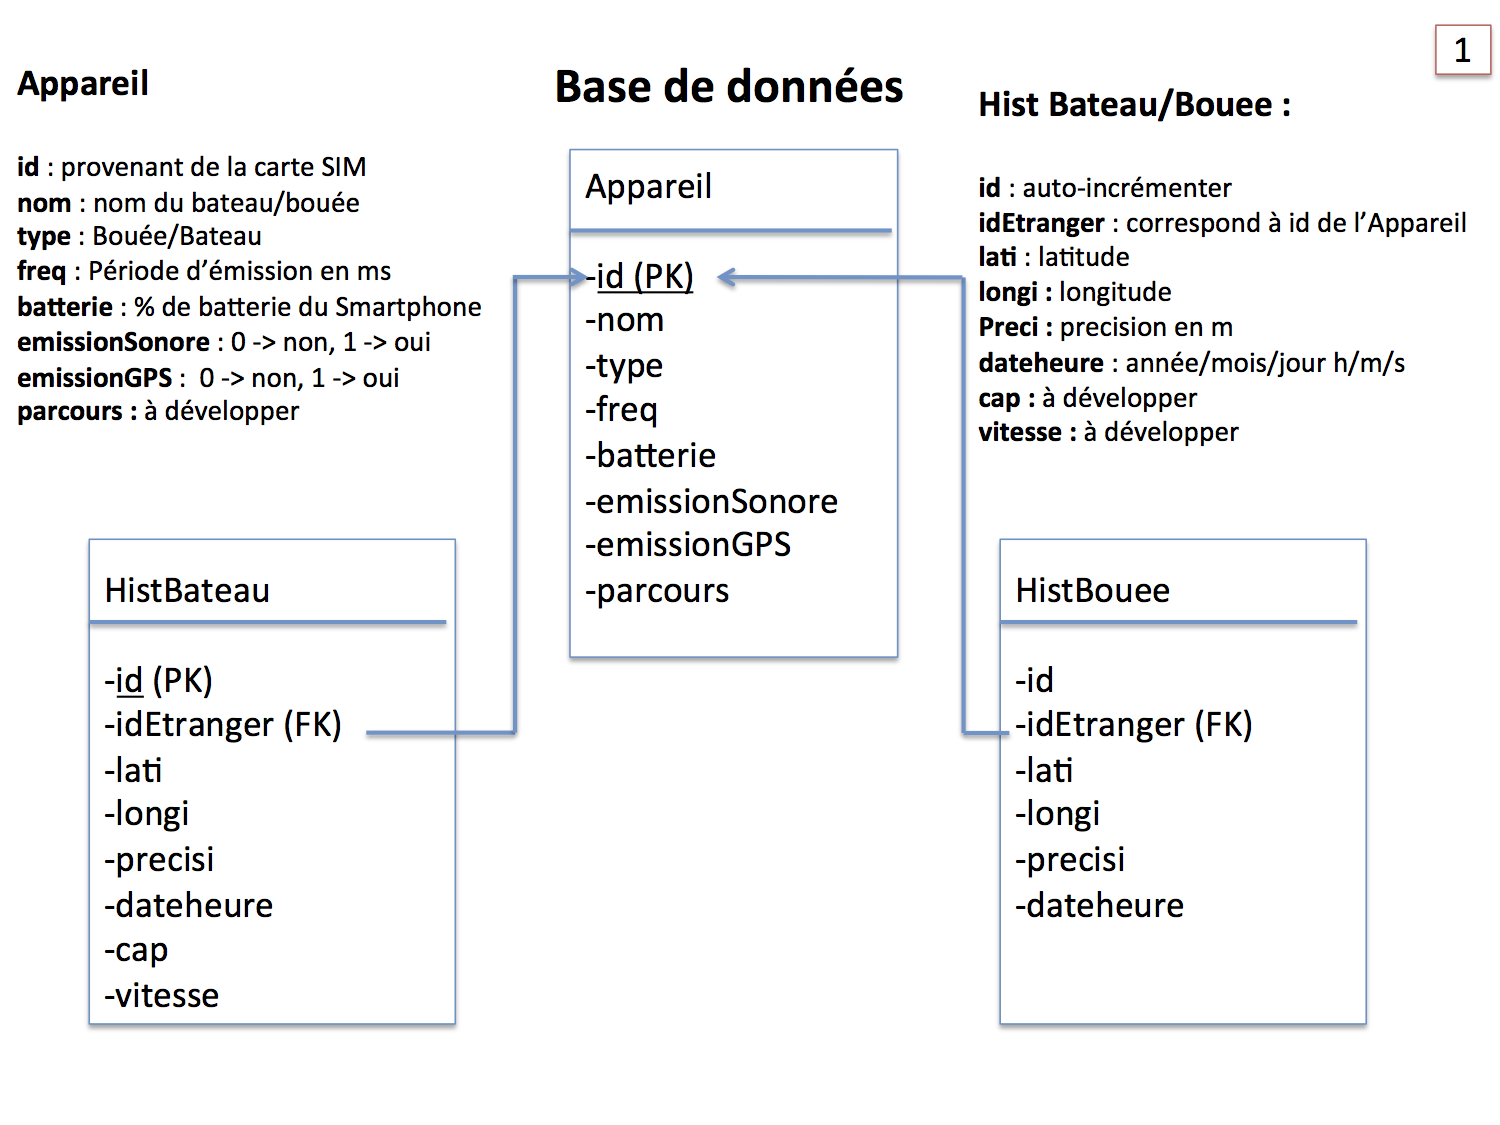 1
Base de données
Appareil
id : provenant de la carte SIM
nom : nom du bateau/bouée
type : Bouée/Bateau
freq : Période d’émission en ms
batterie : % de batterie du Smartphone
emissionSonore : 0 -> non, 1 -> oui
emissionGPS :  0 -> non, 1 -> oui
parcours : à développer
Appareil
-id (PK)
-nom
-type
-freq
-batterie
-emissionSonore
-emissionGPS
-parcours
Hist Bateau/Bouee :
id : auto-incrémenter
idEtranger : correspond à id de l’Appareil
lati : latitude
longi : longitude
Preci : precision en m
dateheure : année/mois/jour h/m/s
cap : à développer
vitesse : à développer
HistBateau
-id (PK)
-idEtranger (FK)
-lati
-longi
-precisi
-dateheure
-cap
-vitesse
HistBouee
-id
-idEtranger (FK)
-lati
-longi
-precisi
-dateheure